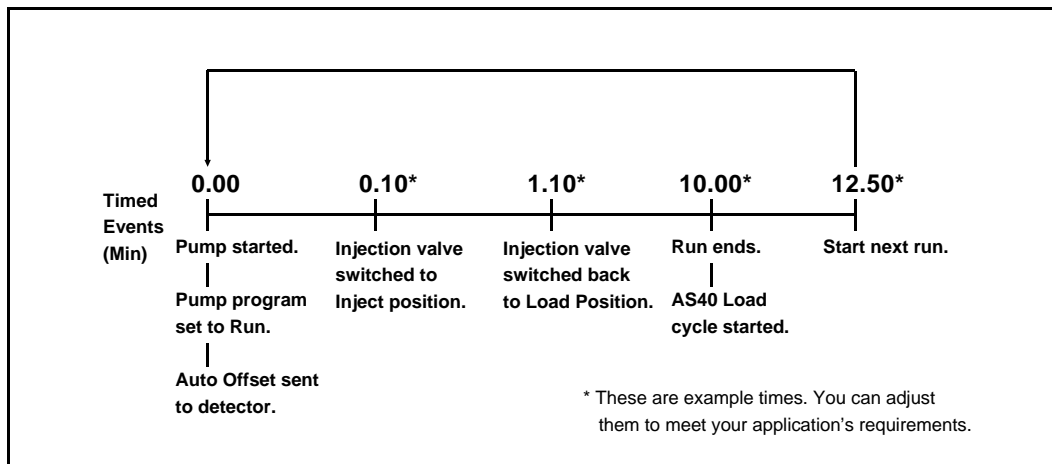 0.00 0.10* 1.10* 10.00* 12.50*
Timed
Events
(Min)
Pump started.
Pump program
set to Run.
Auto Offset sent
to detector.
Injection valve
switched to
Inject position.
Injection valve
switched back
to Load Position.
Run ends.
AS40 Load
cycle started.
Start next run.
* These are example times. You can adjust
them to meet your application's requirements.